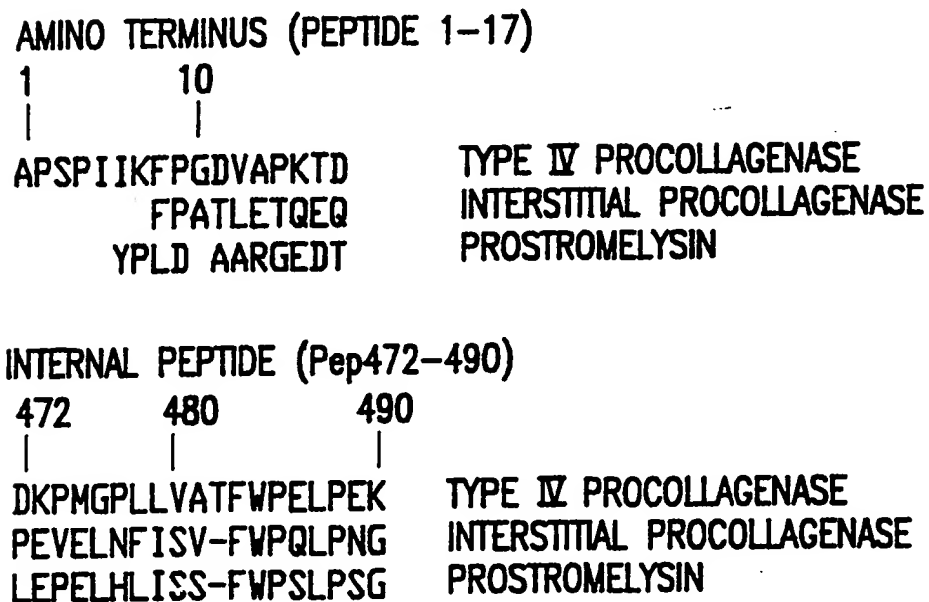 AMINO TERMINUS (PEPTIDE 1-17)
1 10
APSPIIKFPGDVAPKTD TYPE IV PROCOLLAGENASE
FPATLETQEQ INTERSTITIAL PROCOLLAGENASE
YPLD AARGEDT PROSTROMELYSIN
INTERNAL PEPTIDE (Pep472-490)
472 480 490
DKPMGPLLVATFWPELPEK TYPE IV PROCOLLAGENASE
PEVELNFISV-FWPQLPNG INTERSTITIAL PROCOLLAGENASE
LEPELHLISS-FWPSLPSG PROSTROMELYSIN